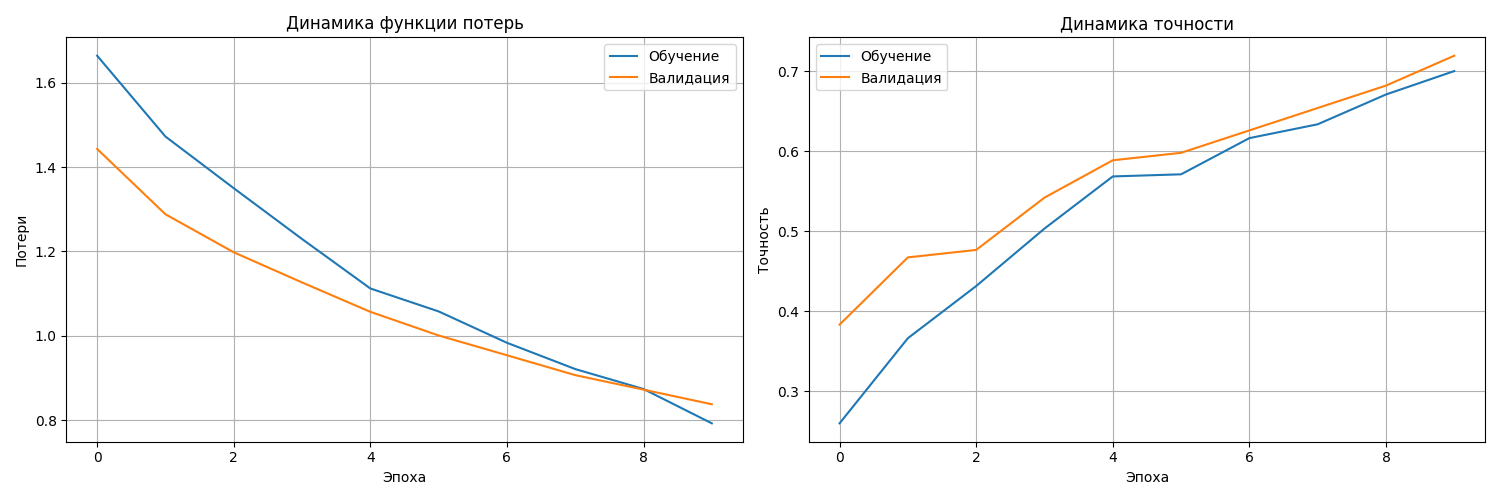 Динамика функции потерь
Обучение
Валидация
1.6
1.4
1.2
1.0
0.8
Потери
0
2
4
6
8
Эпоха
Динамика точности
Обучение
Валидация
0.7
0.6
0.5
0.4
0.3
Точность
0
2
4
6
8
Эпоха